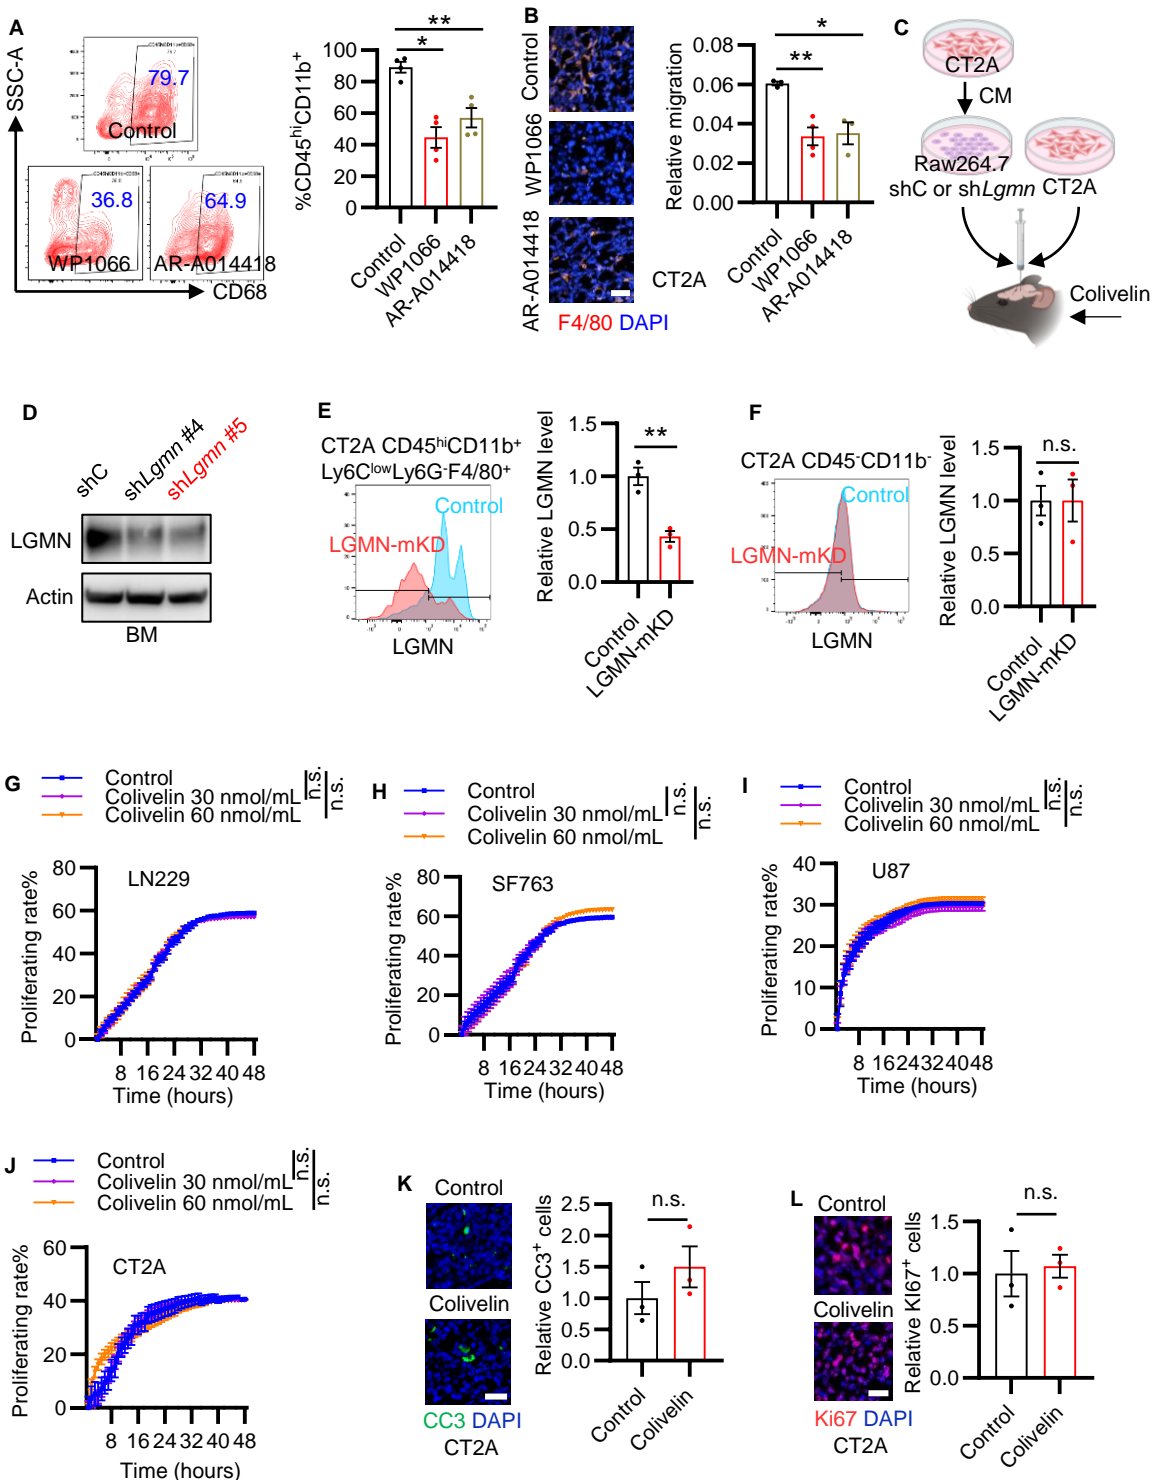 A
SSC-A
79.7
Control
36.8
WP1066
64.9
AR-A014418
CD68
%CD45hiCD11b+
100
80
60
40
20
0
**
*
Control
WP1066
AR-A014418
B
Control
WP1066
AR-A014418
F4/80 DAPI
CT2A
Relative migration
0.08
0.06
0.04
0.02
0.00
*
**
Control
WP1066
AR-A014418
C
CT2A
CM
Raw264.7
shC or shLgmn
CT2A
Colivelin
D
shC
shLgmn #4
shLgmn #5
LGMN
Actin
BM
E
CT2A CD45hiCD11b+
Ly6ClowLy6G-F4/80+
Control
LGMN-mKD
LGMN
Relative LGMN level
1.5
1.0
0.5
0.0
**
Control
LGMN-mKD
F
CT2A CD45-CD11b-
Control
LGMN-mKD
LGMN
Relative LGMN level
1.5
1.0
0.5
0.0
n.s.
Control
LGMN-mKD
G
Control
Colivelin 30 nmol/mL
Colivelin 60 nmol/mL
n.s.
n.s.
LN229
Proliferating rate%
80
60
40
20
0
8 16 24 32 40 48
Time (hours)
H
Control
Colivelin 30 nmol/mL
Colivelin 60 nmol/mL
n.s.
n.s.
SF763
Proliferating rate%
80
60
40
20
0
8 16 24 32 40 48
Time (hours)
I
Control
Colivelin 30 nmol/mL
Colivelin 60 nmol/mL
n.s.
n.s.
U87
Proliferating rate%
40
30
20
10
0
8 16 24 32 40 48
Time (hours)
J
Control
Colivelin 30 nmol/mL
Colivelin 60 nmol/mL
n.s.
n.s.
CT2A
Proliferating rate%
60
40
20
0
8 16 24 32 40 48
Time (hours)
K
Control
Colivelin
CC3 DAPI
CT2A
Relative CC3+ cells
2.5
2.0
1.5
1.0
0.5
0.0
n.s.
Control
Colivelin
L
Control
Colivelin
Ki67 DAPI
CT2A
Relative KI67+ cells
1.5
1.0
0.5
0.0
n.s.
Control
Colivelin